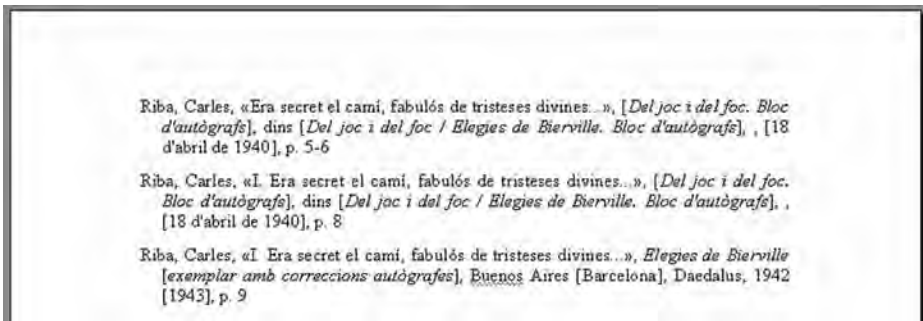 Riba, Carles, «Era secret el camí, fabulós de tristeses divines...», [Del joc i del foc. Bloc
d'autògrafs], dins [Del joc i del foc / Elegies de Bierville. Bloc d'autògrafs], , [18
d'abril de 1940], p. 5-6
Riba, Carles, «I. Era secret el camí, fabulós de tristeses divines...», [Del joc i del foc.
Bloc d'autògrafs], dins [Del joc i del foc / Elegies de Bierville. Bloc d'autògrafs], ,
[18 d'abril de 1940], p. 8
Riba, Carles, «I Era secret el camí, fabulós de tristeses divines...», Elegies de Bierville
[exemplar amb correccions autògrafes], Buenos Aires [Barcelona], Daedalus, 1942
[1943], p. 9